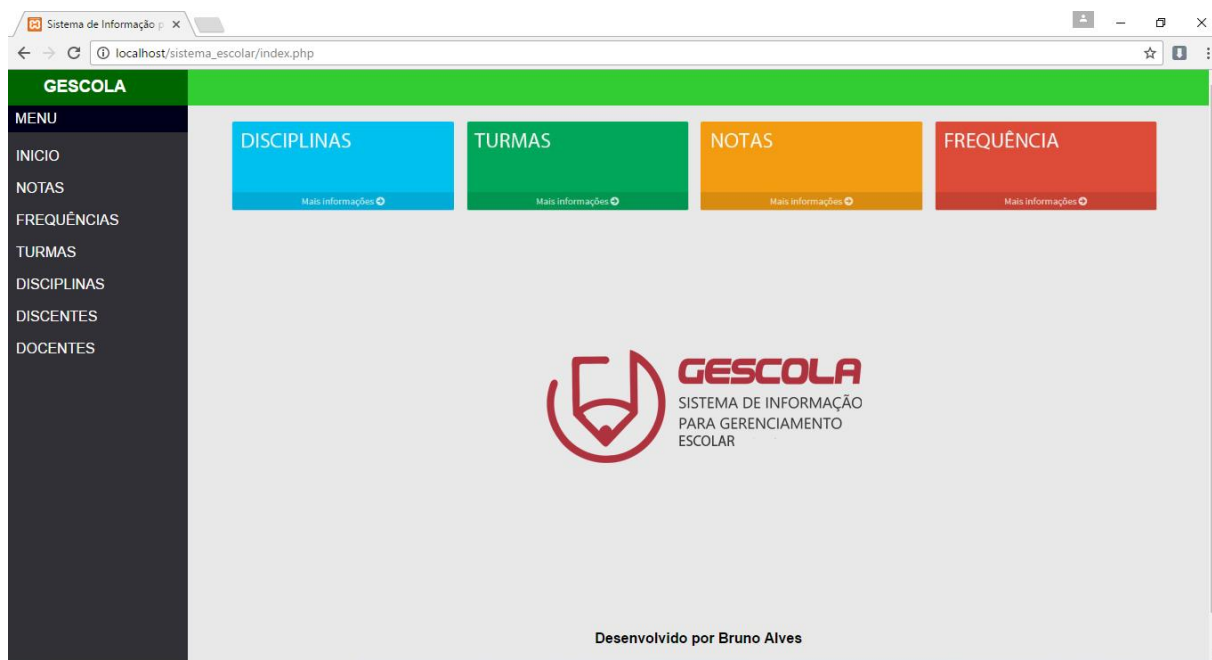 Sistema de Informação p
localhost/sistema_escolar/index.php
GESCOLA
MENU
INICIO
NOTAS
FREQUÊNCIAS
TURMAS
DISCIPLINAS
DISCENTES
DOCENTES
DISCIPLINAS
Mais informações
TURMAS
Mais informações
NOTAS
Mais informações
FREQUÊNCIA
Mais informações
GESCOLA
SISTEMA DE INFORMAÇÃO
PARA GERENCIAMENTO
ESCOLAR
Desenvolvido por Bruno Alves